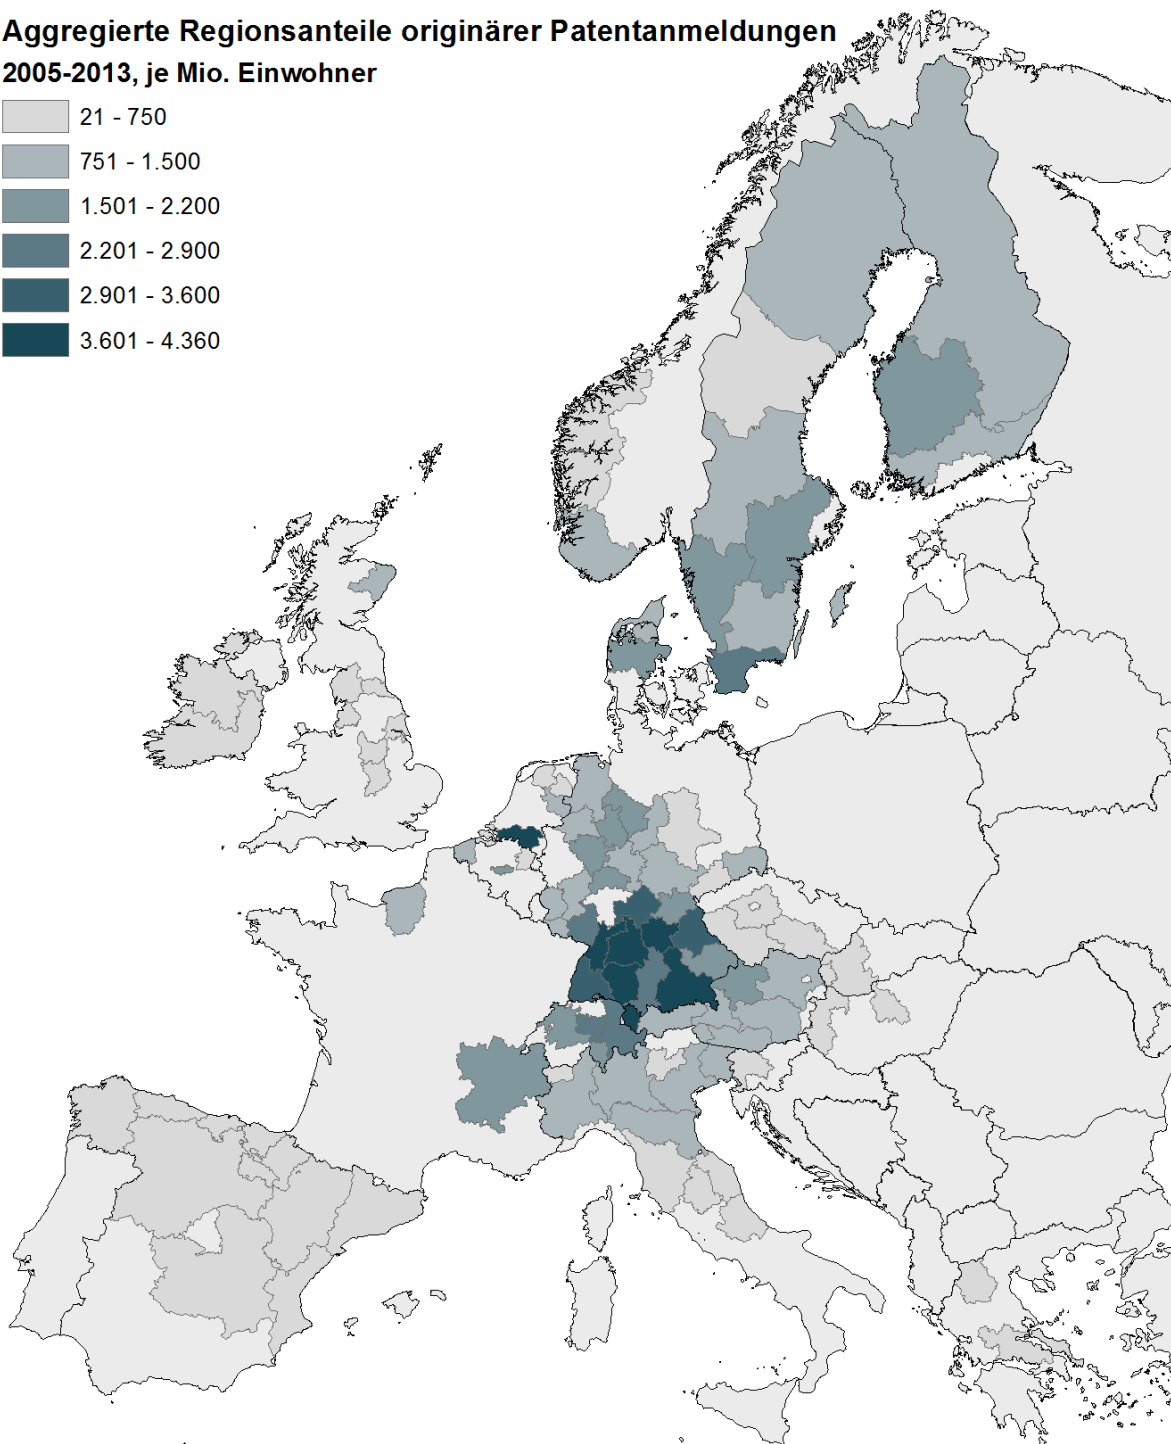 Aggregierte Regionsanteile originärer Patentanmeldungen
2005-2013, je Mio. Einwohner
21 - 750
751 - 1.500
1.501 - 2.200
2.201 - 2.900
2.901 - 3.600
3.601 - 4.360